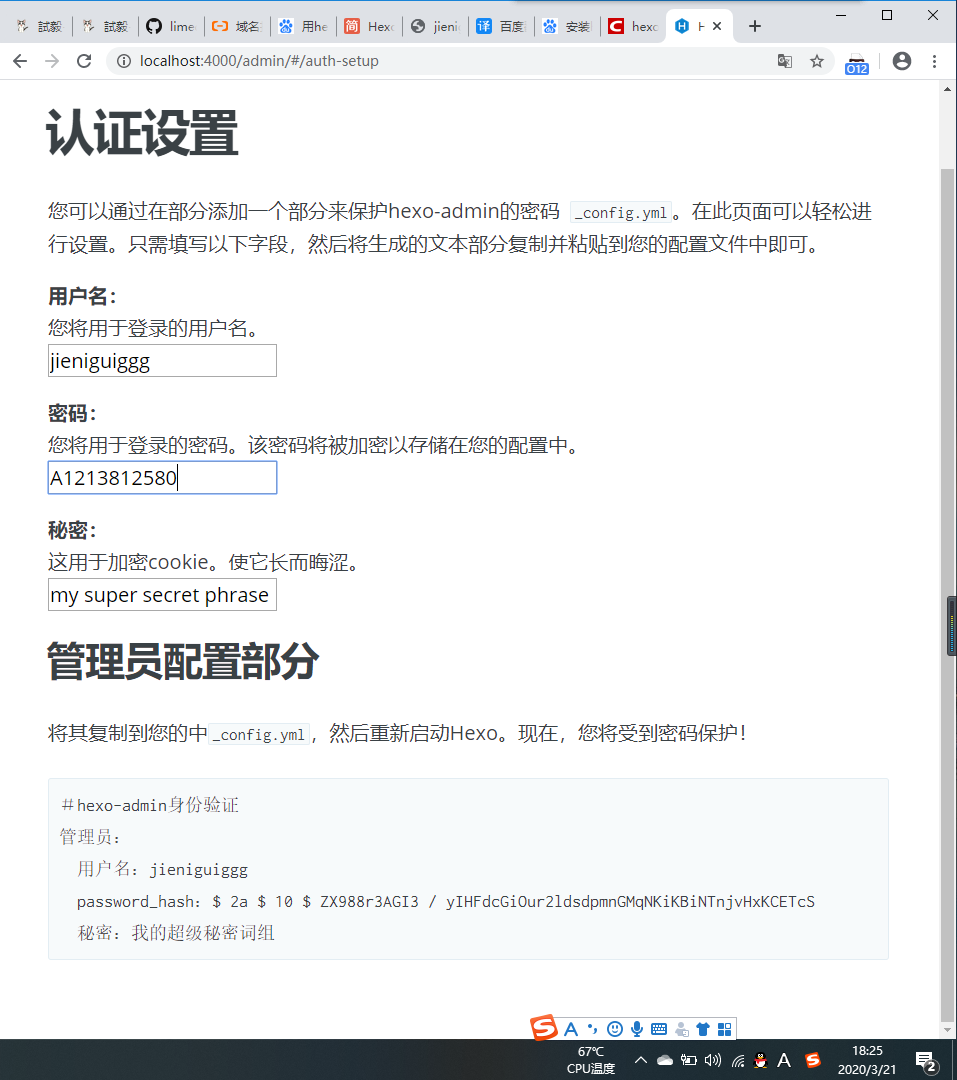 試毅
試毅
lime
域名
用he
Hexo
jieni
百度
安装
hexo
H
localhost:4000/admin/#/auth-setup
O12
认证设置
您可以通过在部分添加一个部分来保护hexo-admin的密码 _config.yml。在此页面可以轻松进
行设置。只需填写以下字段，然后将生成的文本部分复制并粘贴到您的配置文件中即可。
用户名：
您将用于登录的用户名。
jieniguiggg
密码：
您将用于登录的密码。该密码将被加密以存储在您的配置中。
A1213812580
秘密：
这用于加密cookie。使它长而晦涩。
my super secret phrase
管理员配置部分
将其复制到您的中_config.yml，然后重新启动Hexo。现在，您将受到密码保护！
＃hexo-admin身份验证
管理员：
用户名：jieniguiggg
password_hash：$ 2a $ 10 $ ZX988r3AGI3 / yIHFdcGiOur2ldsdpmnGMqNKiKBiNTnjvHxKCETcS
秘密：我的超级秘密词组
67℃
CPU温度
A
18:25
2020/3/21
2